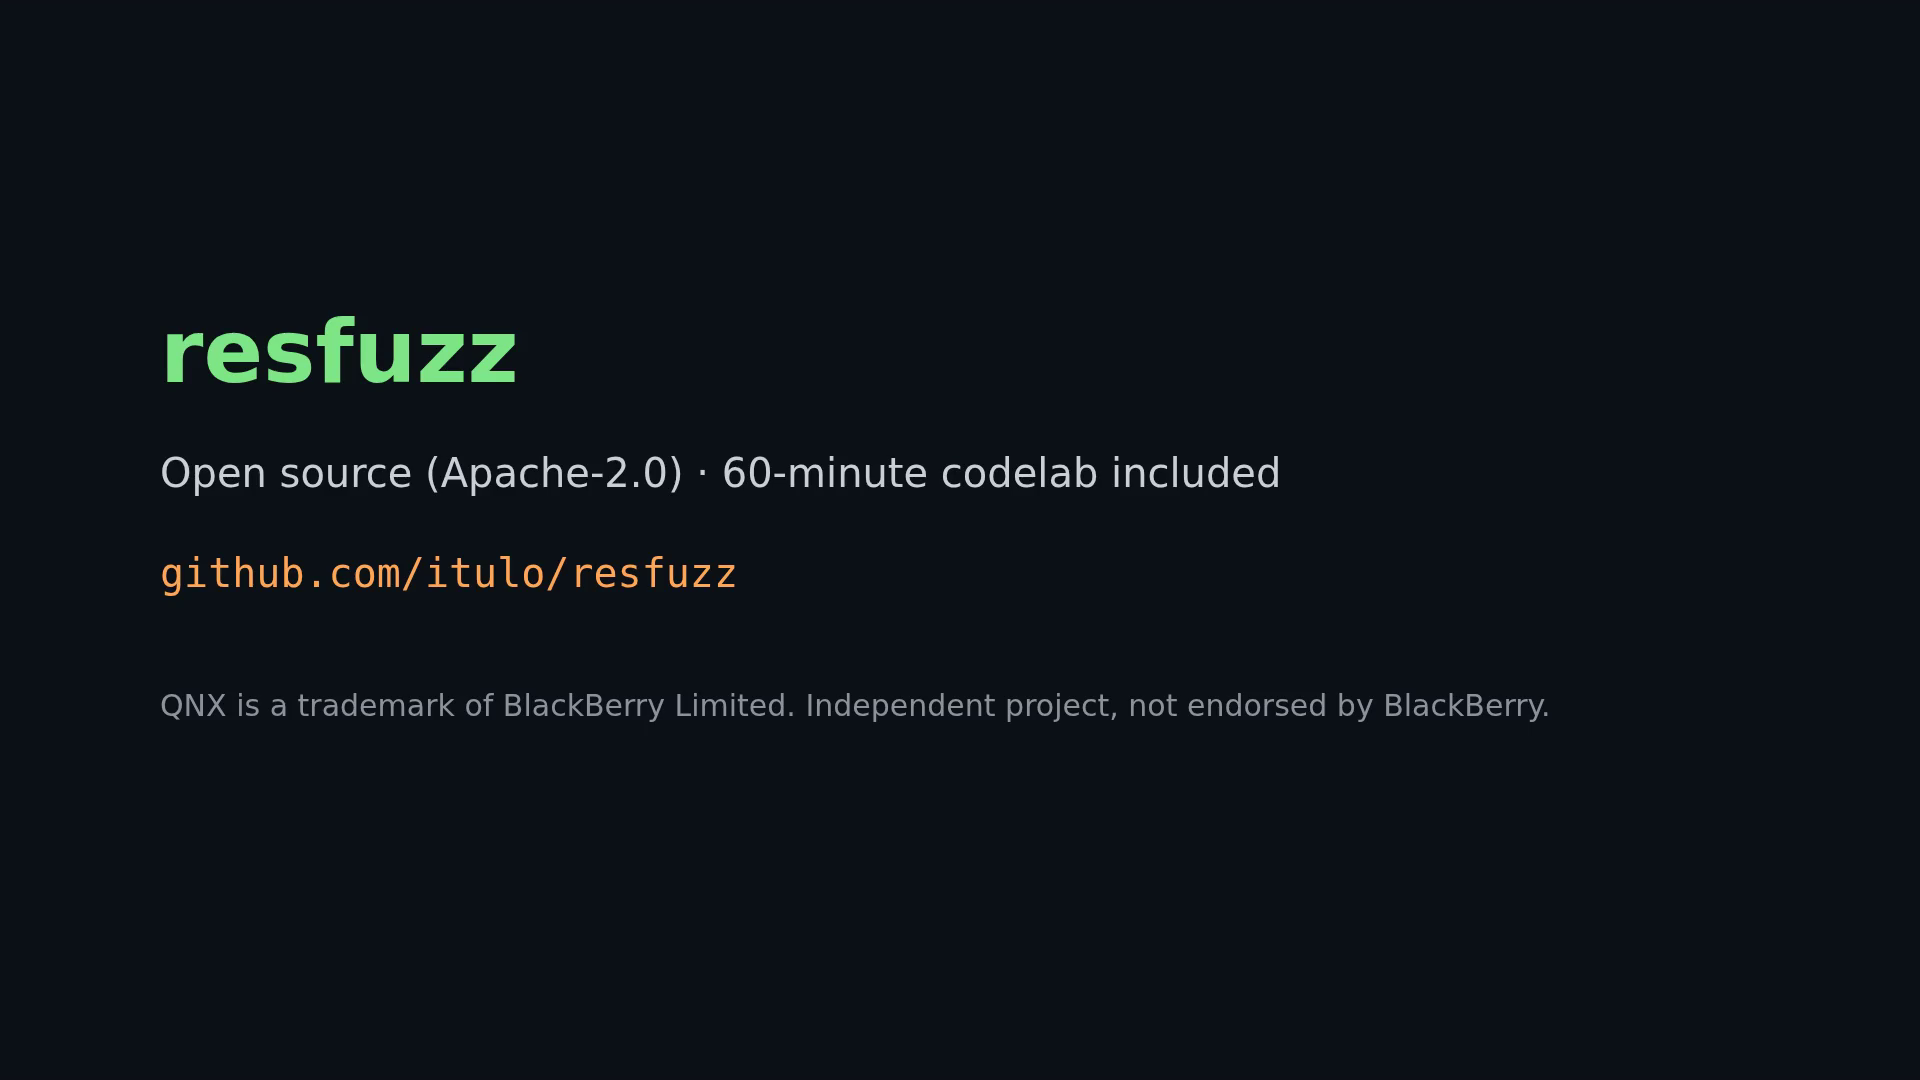 resfuzz
Open source (Apache-2.0) · 60-minute codelab included
github.com/itulo/resfuzz
QNX is a trademark of BlackBerry Limited. Independent project, not endorsed by BlackBerry.